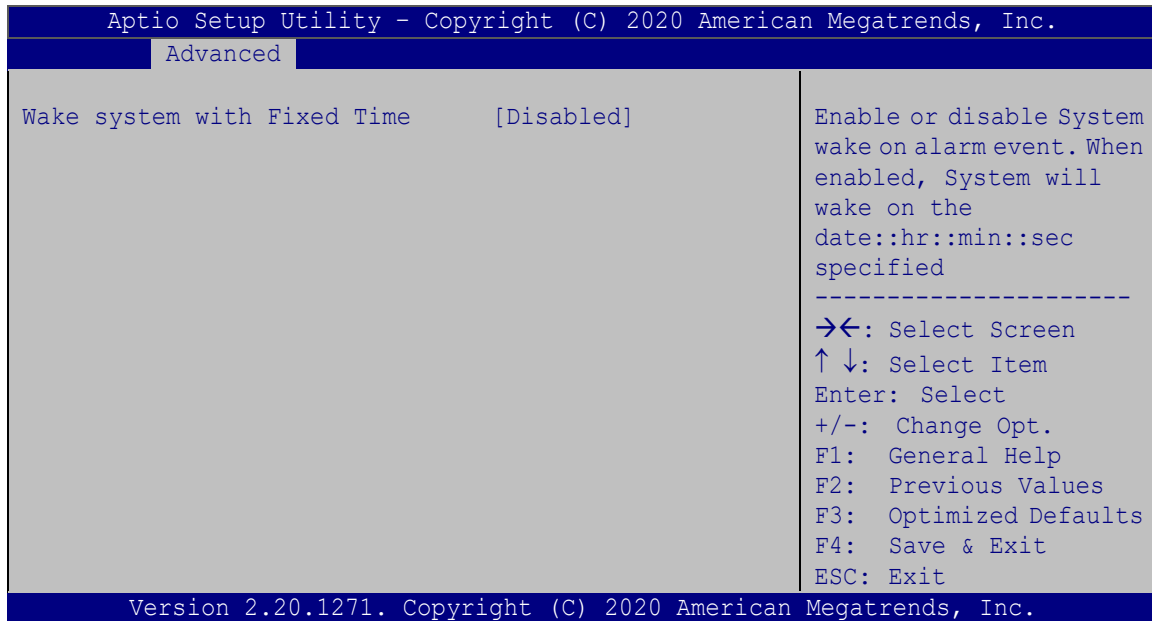 Aptio Setup Utility – Copyright (C) 2020 American Megatrends, Inc.
Advanced
Wake system with Fixed Time [Disabled]
Enable or disable System
wake on alarm event. When
enabled, System will
wake on the
date::hr::min::sec
specified
----------------------
→←: Select Screen
↑ ↓: Select Item
Enter: Select
+/-: Change Opt.
F1: General Help
F2: Previous Values
F3: Optimized Defaults
F4: Save & Exit
ESC: Exit
Version 2.20.1271. Copyright (C) 2020 American Megatrends, Inc.